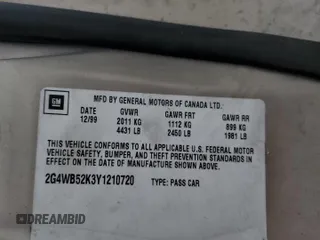 GM
MFD BY GENERAL MOTORS OF CANADA LTD.
DATE GVWR GAWR FRT GAWR RR
12/99 2011 KG 1112 KG 899 KG
4431 LB 2450 LB 1981 LB
THIS VEHICLE CONFORMS TO ALL APPLICABLE U.S. FEDERAL MOTOR
VEHICLE SAFETY, BUMPER, AND THEFT PREVENTION STANDARDS IN
EFFECT ON THE DATE OF MANUFACTURE SHOWN ABOVE.
2G4WB52K3Y1210720 TYPE: PASS CAR
DREAMBID